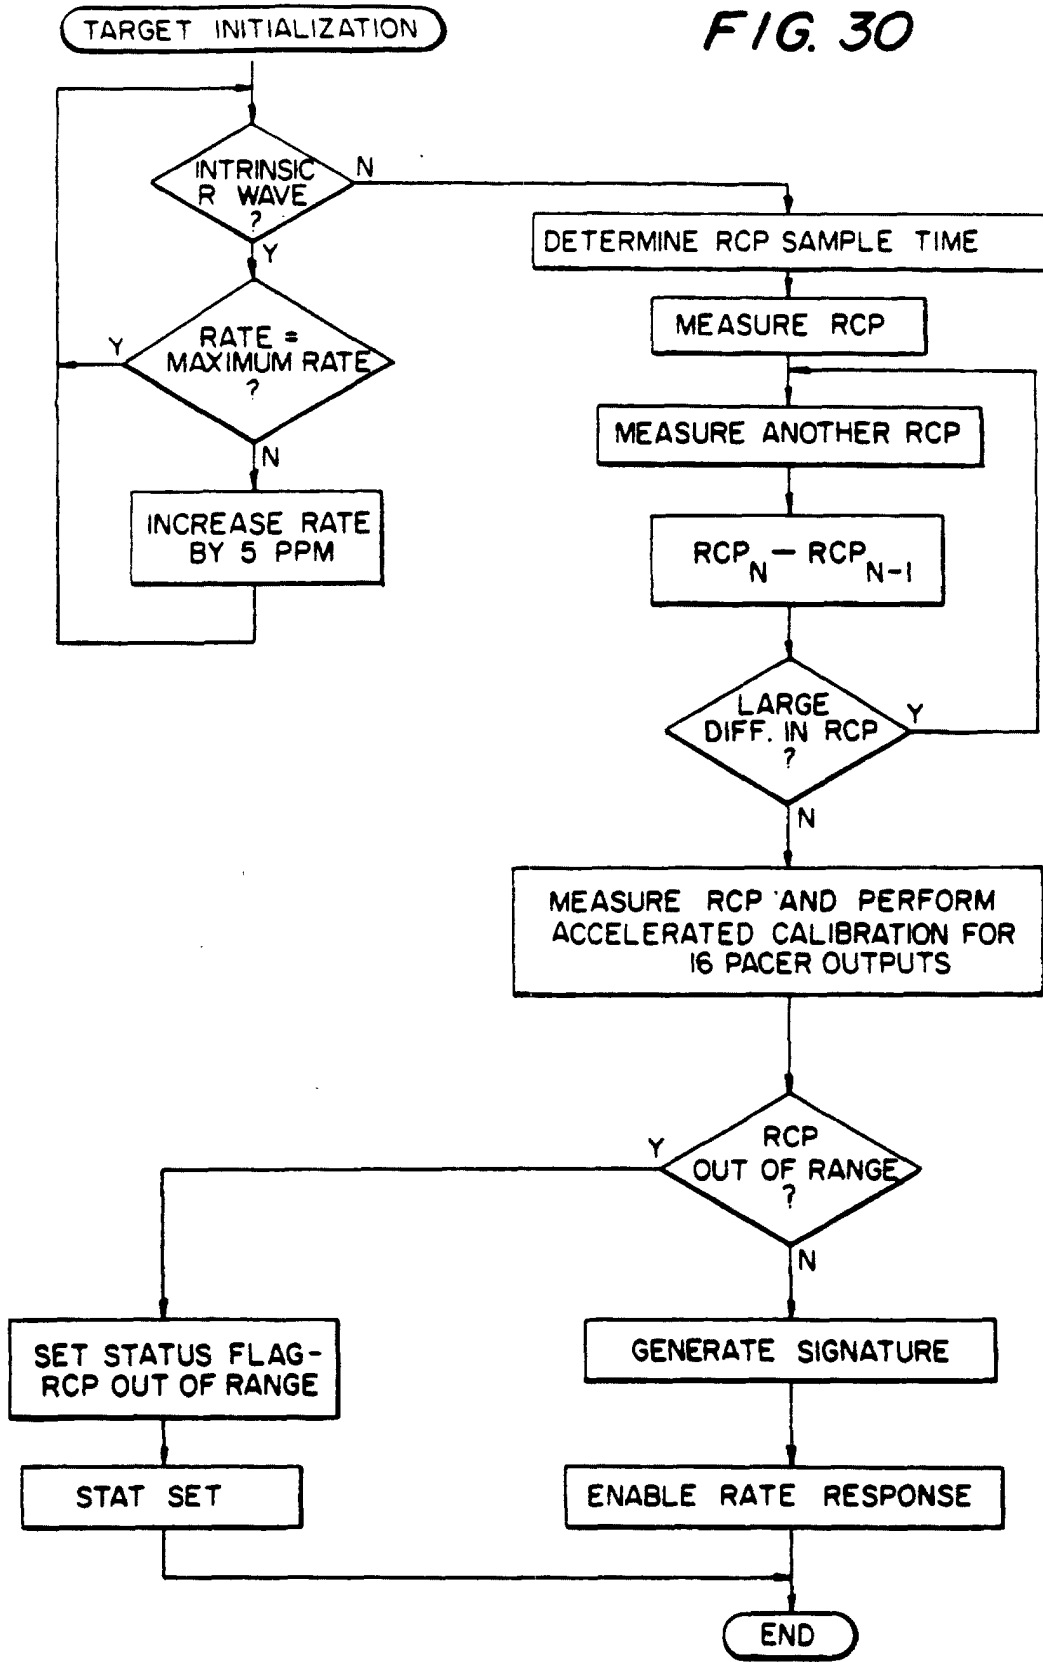 FIG. 30
TARGET INITIALIZATION
INTRINSIC
R WAVE
?
N
Y
RATE =
MAXIMUM RATE
?
Y
N
INCREASE RATE
BY 5 PPM
DETERMINE RCP SAMPLE TIME
MEASURE RCP
MEASURE ANOTHER RCP
RCP_N - RCP_N-1
LARGE
DIFF. IN RCP
?
Y
N
MEASURE RCP AND PERFORM
ACCELERATED CALIBRATION FOR
16 PACER OUTPUTS
RCP
OUT OF RANGE
?
Y
N
SET STATUS FLAG-
RCP OUT OF RANGE
STAT SET
GENERATE SIGNATURE
ENABLE RATE RESPONSE
END